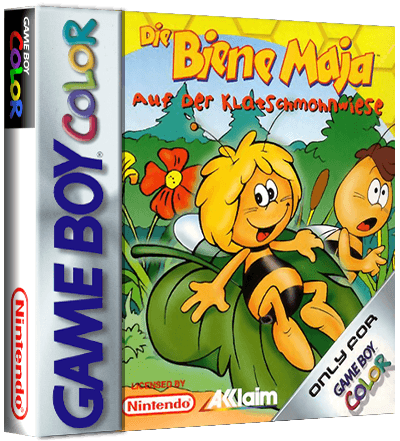 GAME BOY
COLOR
Nintendo
GAME BOY COLOR
Die
Biene Maja
Auf Der Klatschmohnwiese
LICENSED BY
Nintendo
AKlaim
ONLY FOR
GAME BOY
COLOR